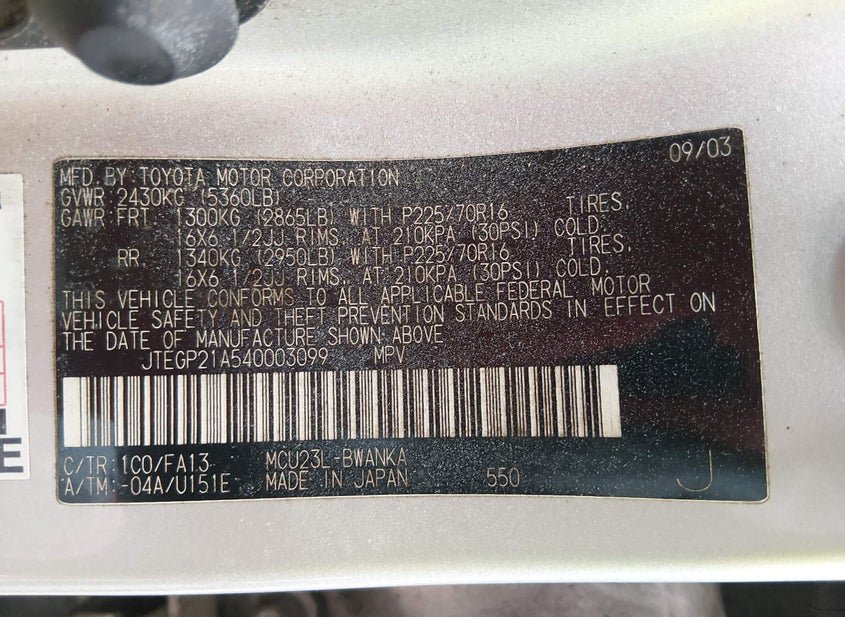 09/03
MFD. BY TOYOTA MOTOR CORPORATION
GVWR 2430KG (5360LB)
GAWR FRT. 1300KG (2865LB) WITH P225/70R16 TIRES.
16X6 1/2JJ RIMS. AT 210KPA (30PSI) COLD.
RR. 1340KG (2950LB) WITH P225/70R16 TIRES.
16X6 1/2JJ RIMS. AT 210KPA (30PSI) COLD.
THIS VEHICLE CONFORMS TO ALL APPLICABLE FEDERAL MOTOR
VEHICLE SAFETY AND THEFT PREVENTION STANDARDS IN EFFECT ON
THE DATE OF MANUFACTURE SHOWN ABOVE
JTEGP21A540003099 MPV
C/TR: 1C0/FA13 MCU23L-BWANKA
A/TM: -04A/U151E MADE IN JAPAN 550 J
E